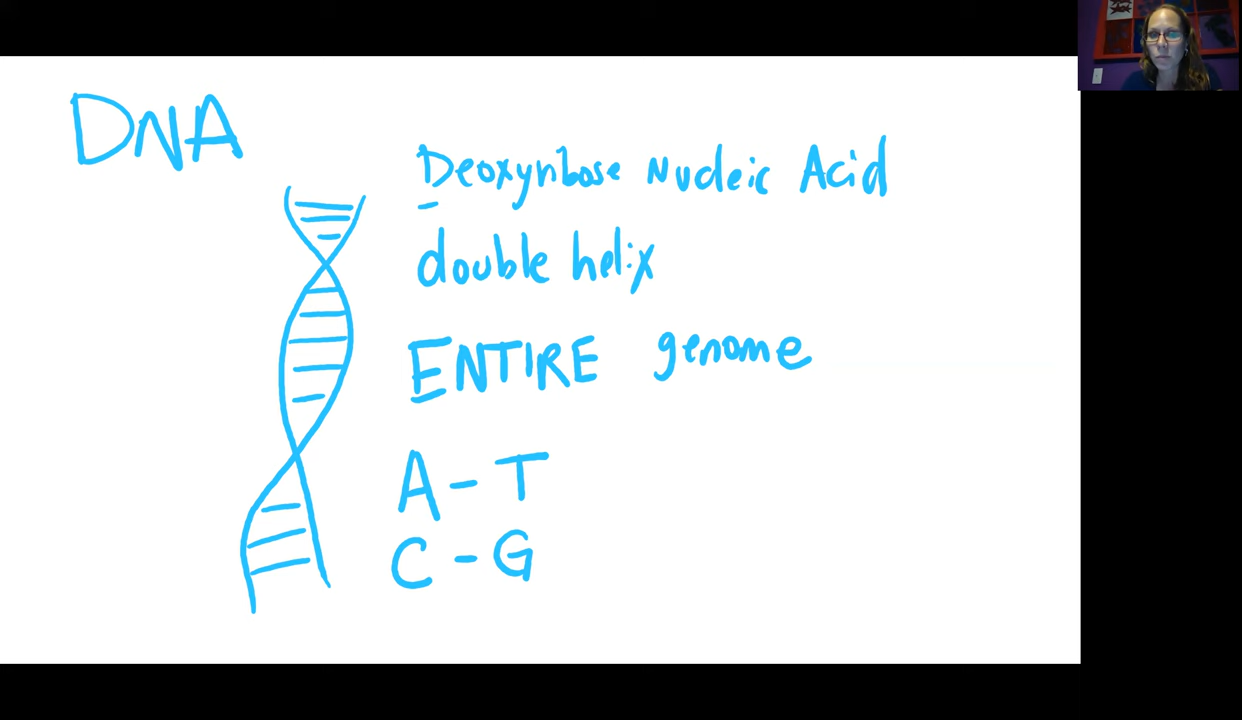 DNA
Deoxyribose Nucleic Acid
double helix
ENTIRE genome
A - T
C - G